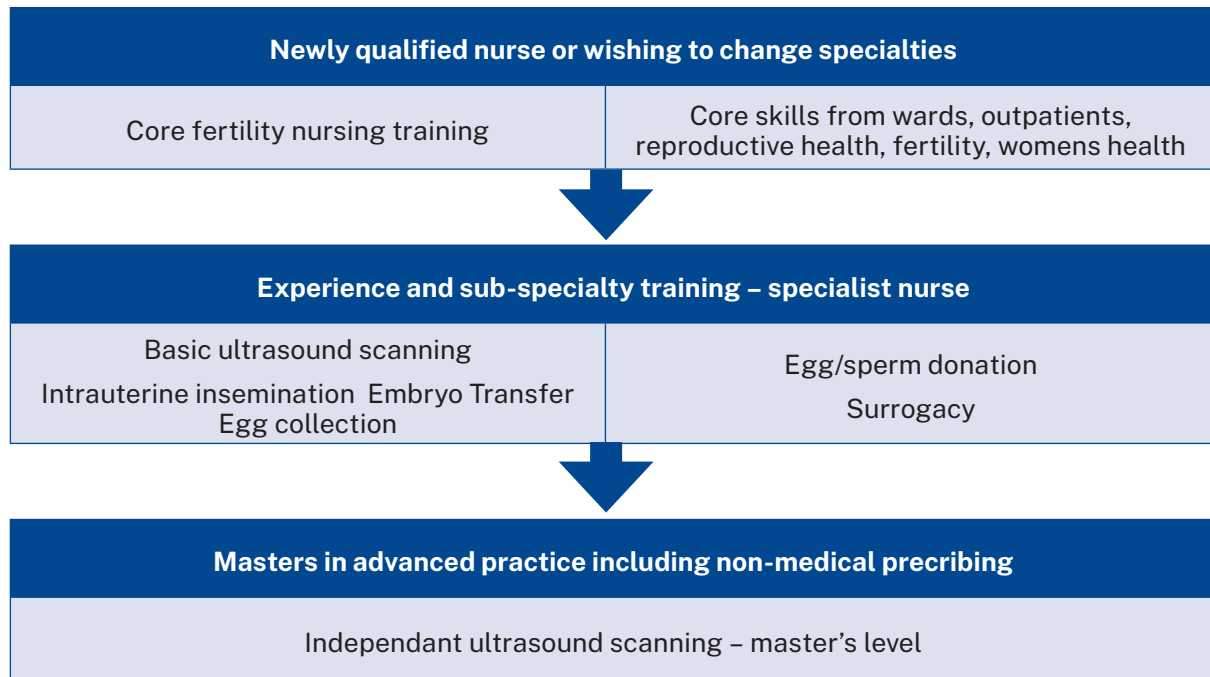 Newly qualified nurse or wishing to change specialties
Core fertility nursing training
Core skills from wards, outpatients,
reproductive health, fertility, womens health
Experience and sub-specialty training – specialist nurse
Basic ultrasound scanning
Intrauterine insemination Embryo Transfer
Egg collection
Egg/sperm donation
Surrogacy
Masters in advanced practice including non-medical precribing
Independant ultrasound scanning – master’s level